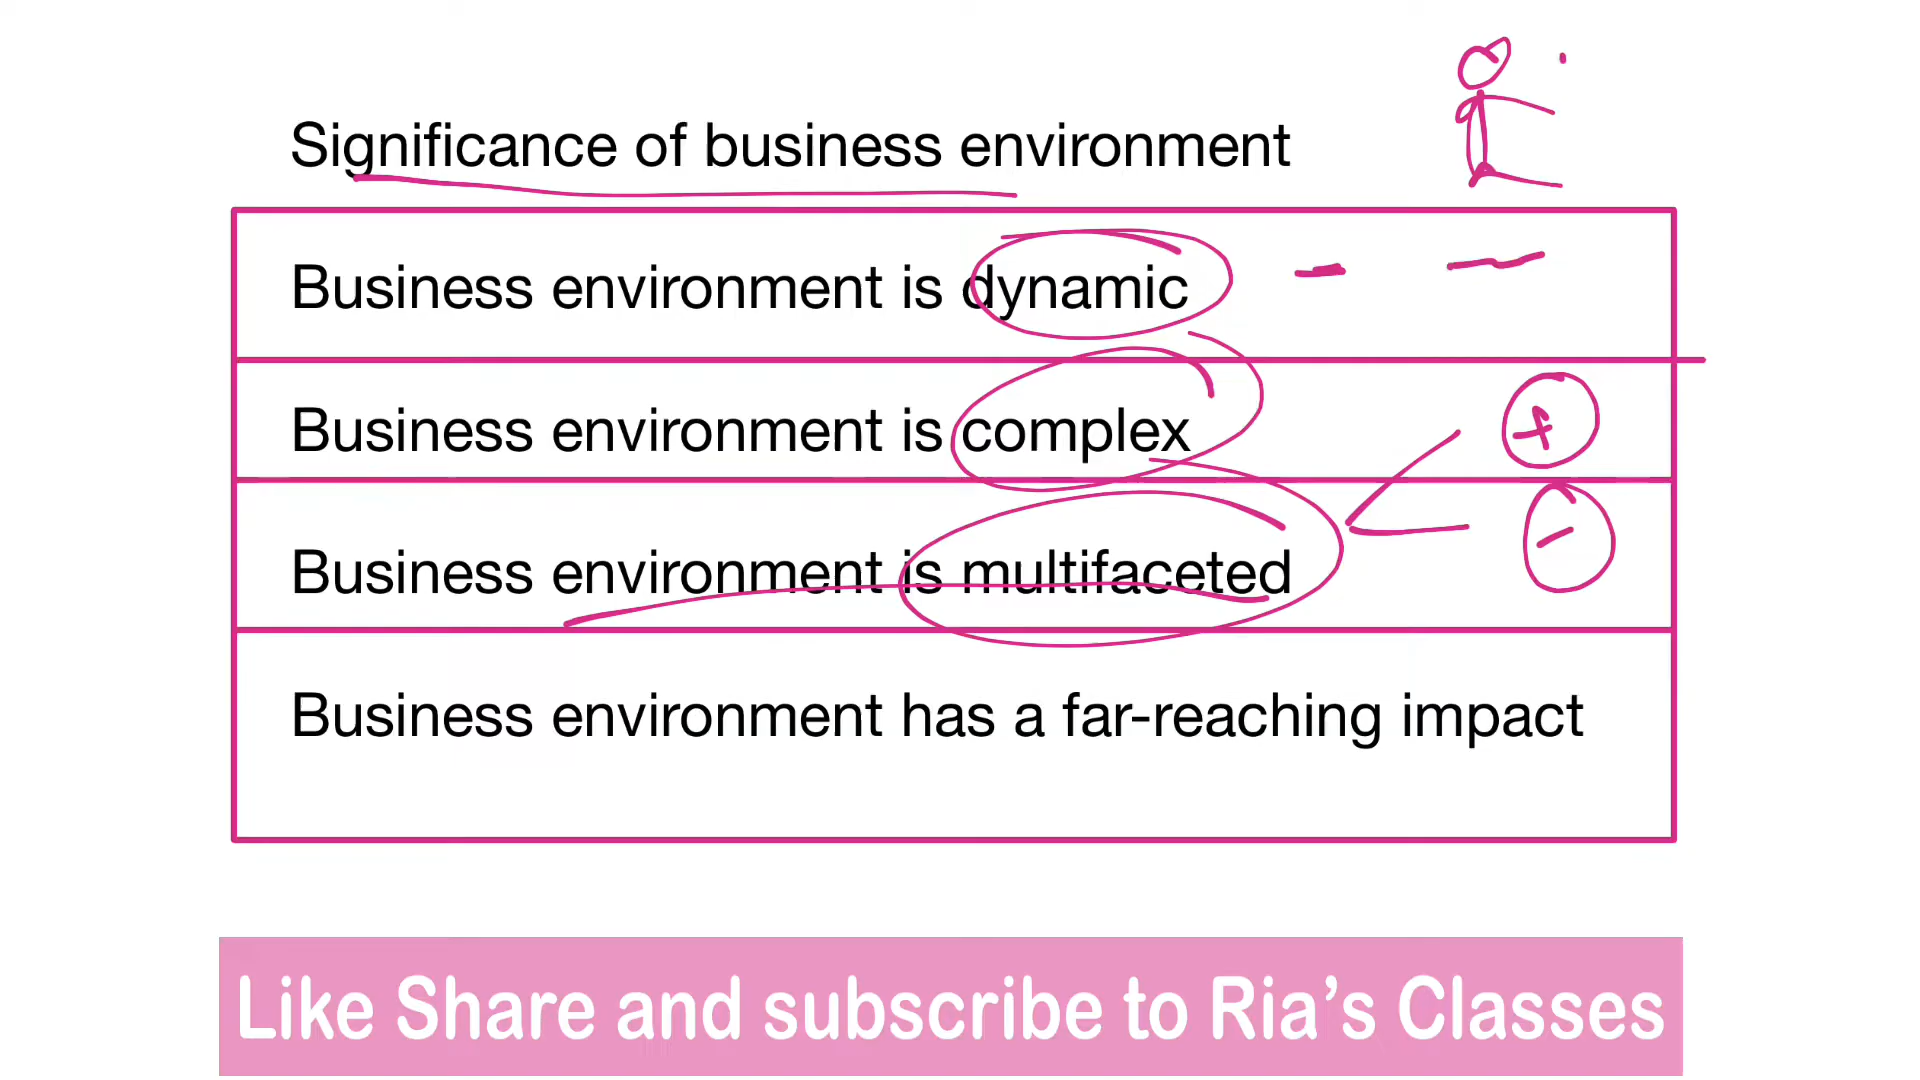 Significance of business environment
Business environment is dynamic
Business environment is complex
+
Business environment is multifaceted
-
Business environment has a far-reaching impact
Like Share and subscribe to Ria's Classes